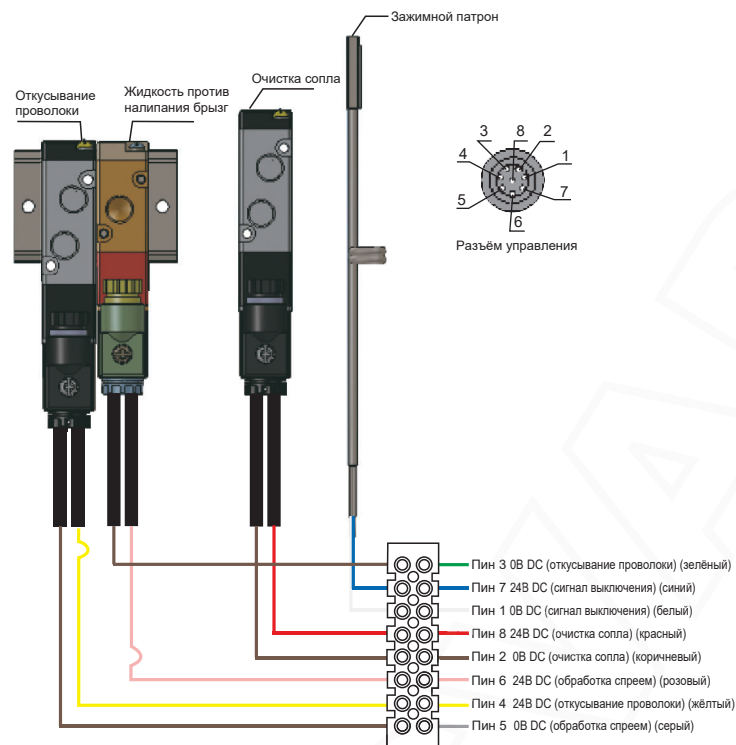 Зажимной патрон
Откусывание
проволоки
Жидкость против
налипания брызг
Очистка сопла
3
8
2
4
1
5
7
6
Разъём управления
Пин 3 0В DC (откусывание проволоки) (зелёный)
Пин 7 24В DC (сигнал выключения) (синий)
Пин 1 0В DC (сигнал выключения) (белый)
Пин 8 24В DC (очистка сопла) (красный)
Пин 2 0В DC (очистка сопла) (коричневый)
Пин 6 24В DC (обработка спреем) (розовый)
Пин 4 24В DC (откусывание проволоки) (жёлтый)
Пин 5 0В DC (обработка спреем) (серый)